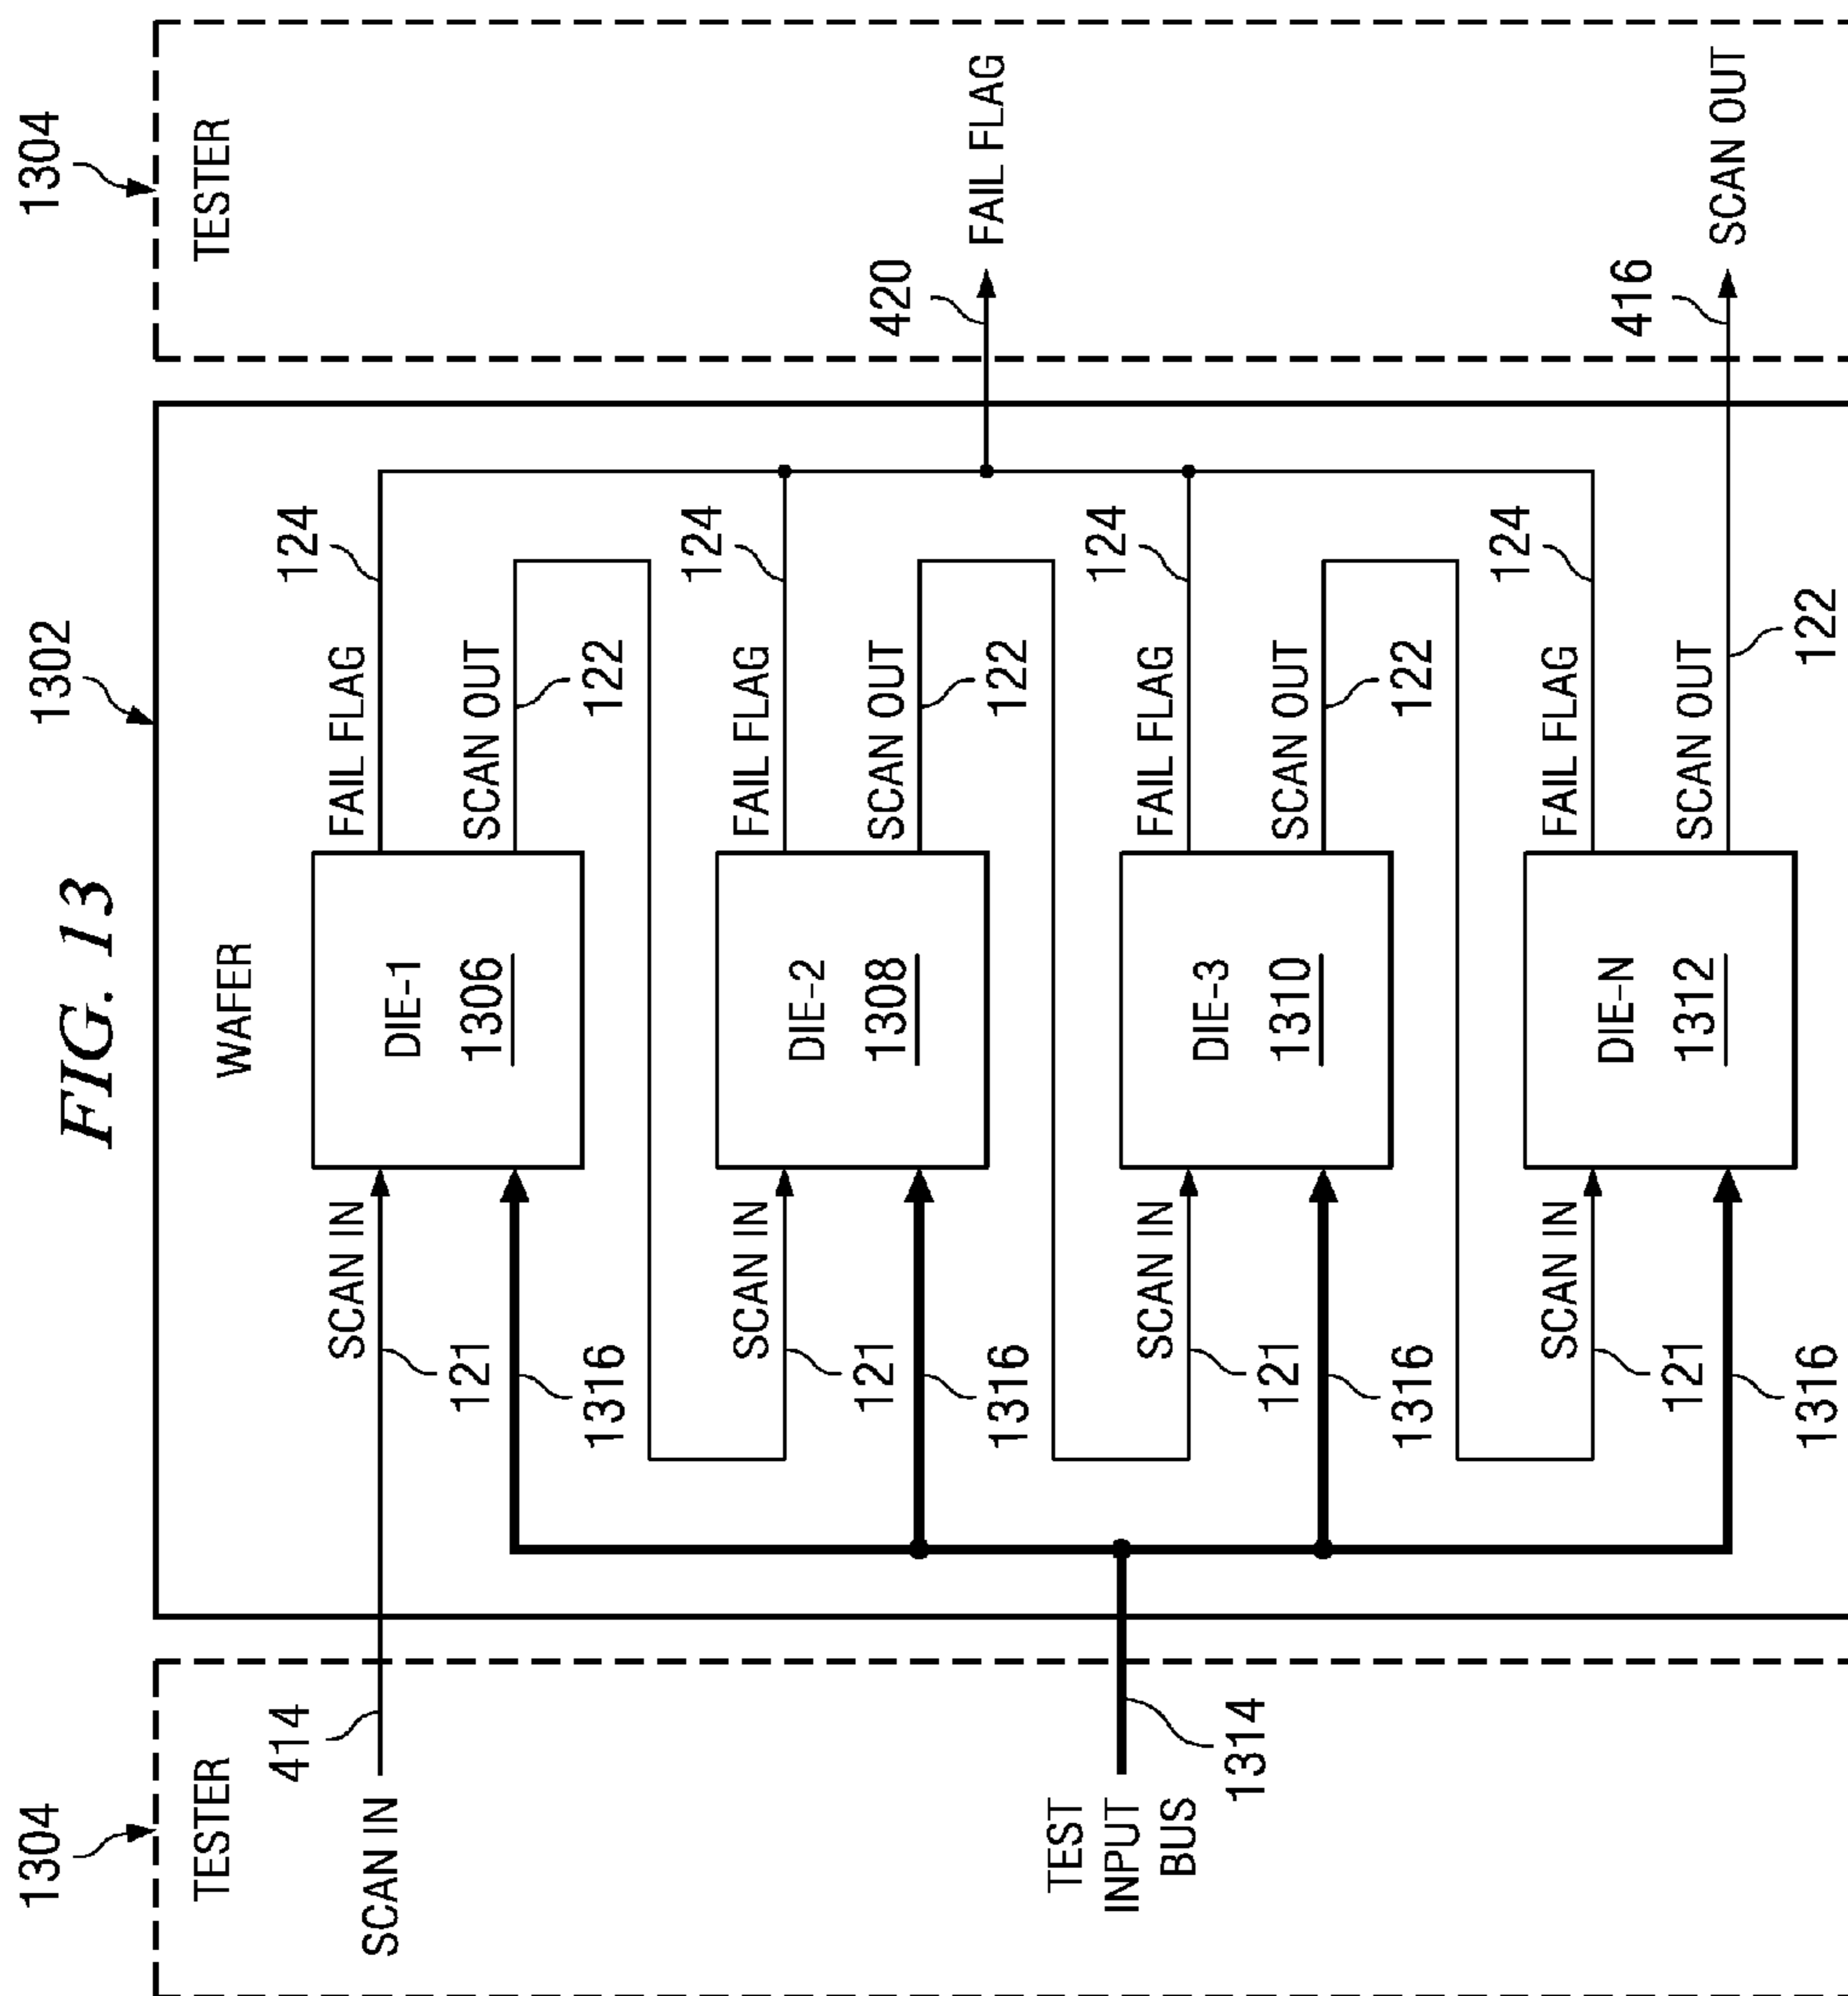 FIG. 13
1304
1302
1304
TESTER
WAFER
TESTER
414
124
SCAN IN
SCAN IN
DIE-1
FAIL FLAG
121
1306
SCAN OUT
1316
122
124
SCAN IN
DIE-2
FAIL FLAG
121
1308
SCAN OUT
420
1316
122
FAIL FLAG
TEST
INPUT
BUS
1314
124
SCAN IN
DIE-3
FAIL FLAG
121
1310
SCAN OUT
1316
122
124
SCAN IN
DIE-N
FAIL FLAG
416
121
1312
SCAN OUT
SCAN OUT
1316
122